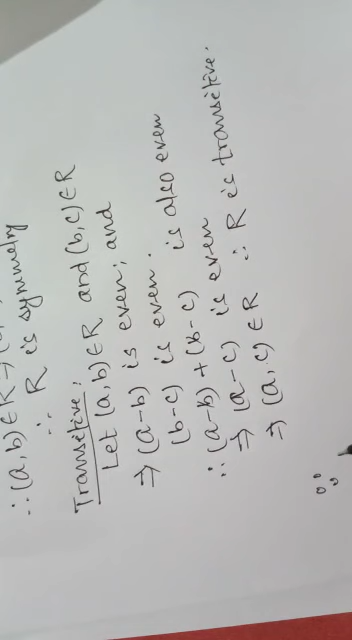 ∴ (a, b) ∈ R ⇒ (
∴ R is symmetry
Transitive:
Let (a, b) ∈ R and (b, c) ∈ R
⇒ (a-b) is even; and
(b-c) is even.
∴ (a-b) + (b-c) is also even
⇒ (a-c) is even
⇒ (a, c) ∈ R ∴ R is transitive.
∴